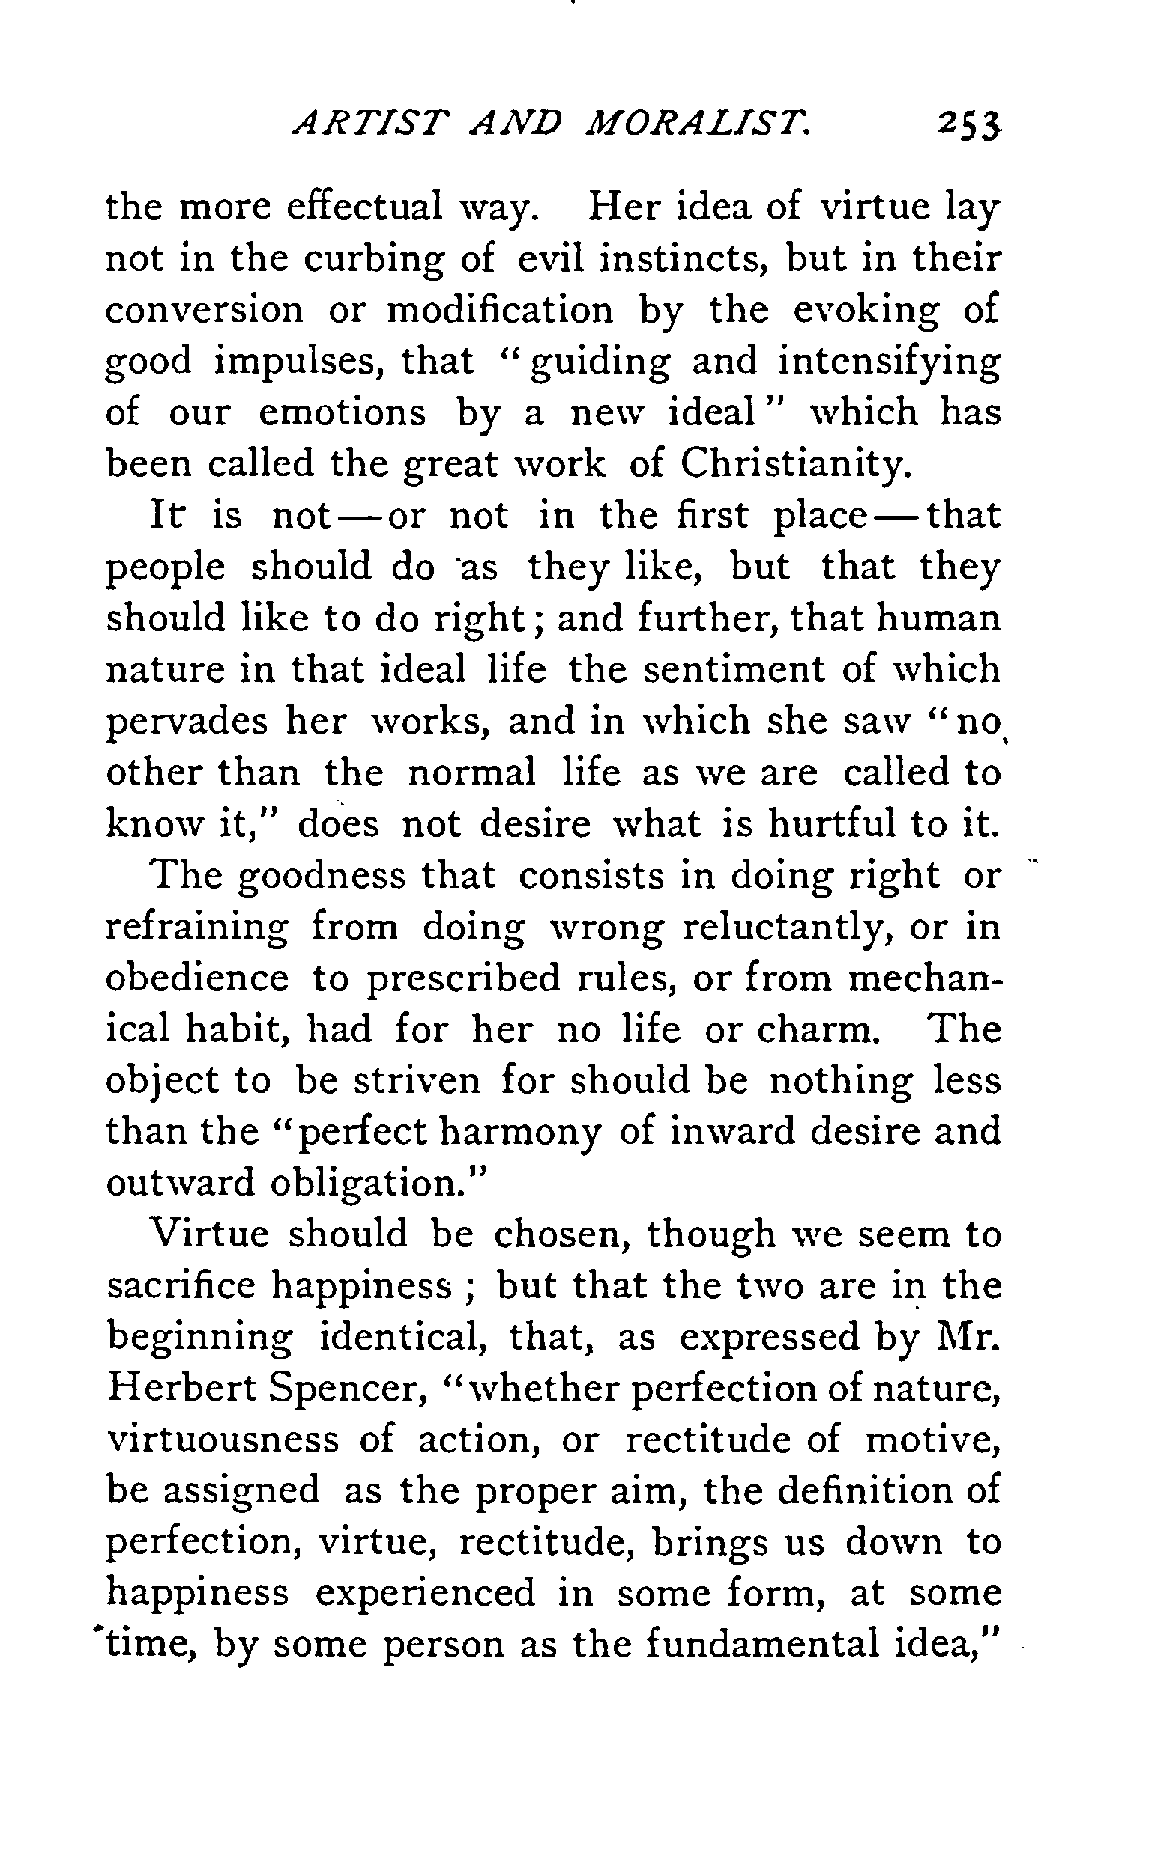 ARTIST AND MORALIST. 253
the more effectual way. Her idea of virtue lay
not in the curbing of evil instincts, but in their
conversion or modification by the evoking of
good impulses, that “ guiding and intensifying
of our emotions by a new ideal ” which has
been called the great work of Christianity.
It is not—or not in the first place—that
people should do as they like, but that they
should like to do right ; and further, that human
nature in that ideal life the sentiment of which
pervades her works, and in which she saw “ no
other than the normal life as we are called to
know it,” does not desire what is hurtful to it.
The goodness that consists in doing right or
refraining from doing wrong reluctantly, or in
obedience to prescribed rules, or from mechan-
ical habit, had for her no life or charm. The
object to be striven for should be nothing less
than the “perfect harmony of inward desire and
outward obligation.”
Virtue should be chosen, though we seem to
sacrifice happiness ; but that the two are in the
beginning identical, that, as expressed by Mr.
Herbert Spencer, “whether perfection of nature,
virtuousness of action, or rectitude of motive,
be assigned as the proper aim, the definition of
perfection, virtue, rectitude, brings us down to
happiness experienced in some form, at some
time, by some person as the fundamental idea,”